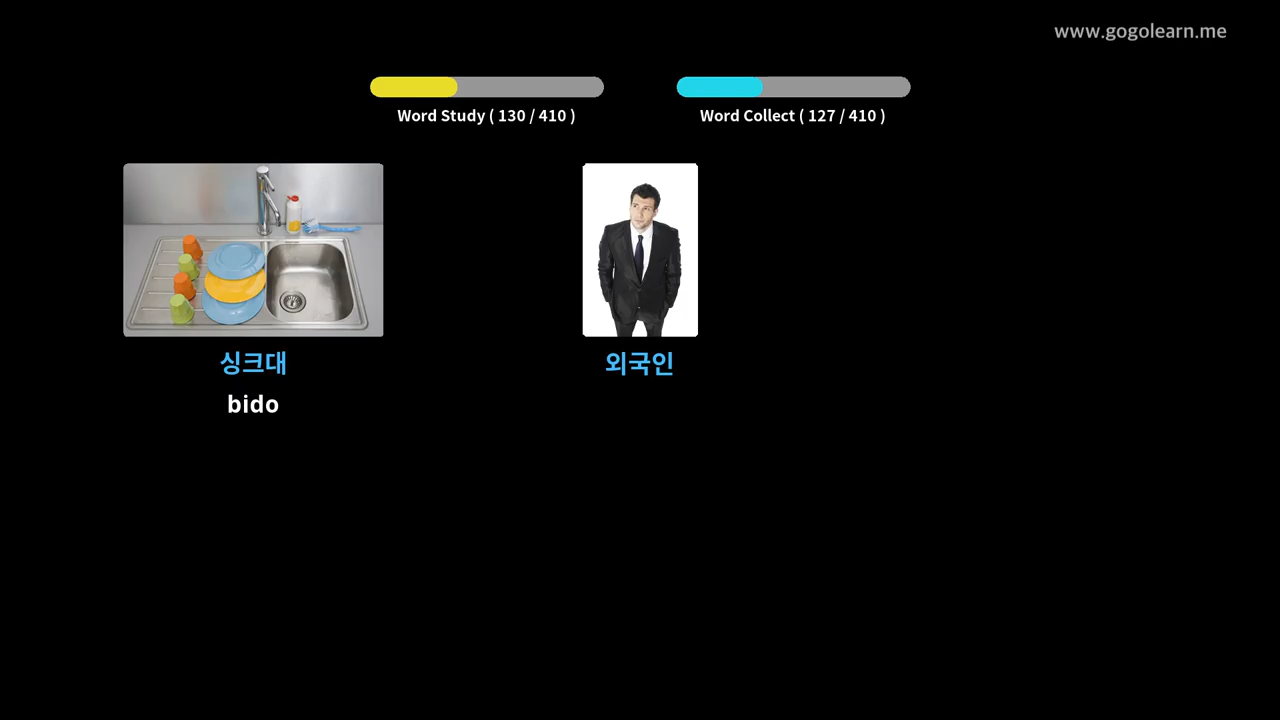 www.gogolearn.me
Word Study ( 130 / 410 )
Word Collect ( 127 / 410 )
싱크대
bido
외국인